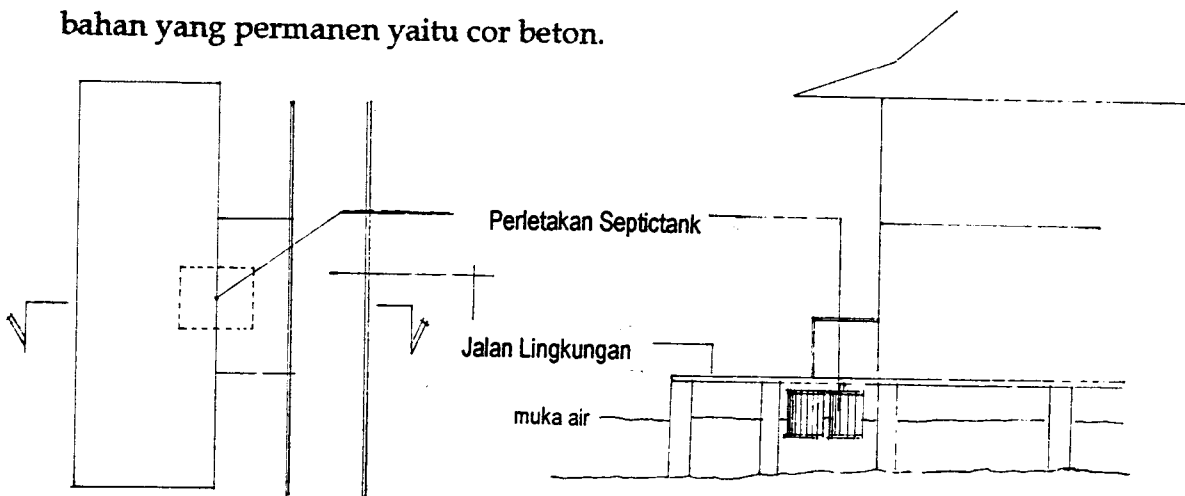 bahan yang permanen yaitu cor beton.
Perletakan Septictank
Jalan Lingkungan
muka air